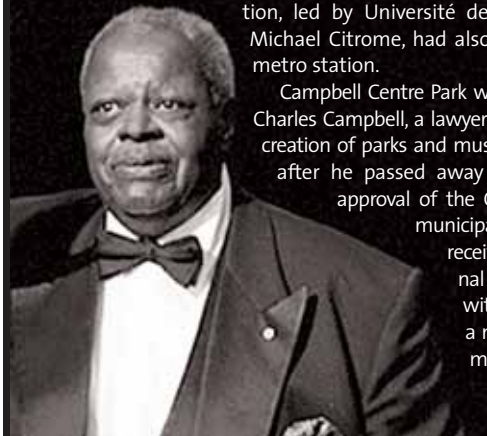 tion, led by Université de
Michael Citrome, had also
metro station.
Campbell Centre Park w
Charles Campbell, a lawyer
creation of parks and mus
after he passed away
approval of the C
municipa
recei
nal
wit
a r
m